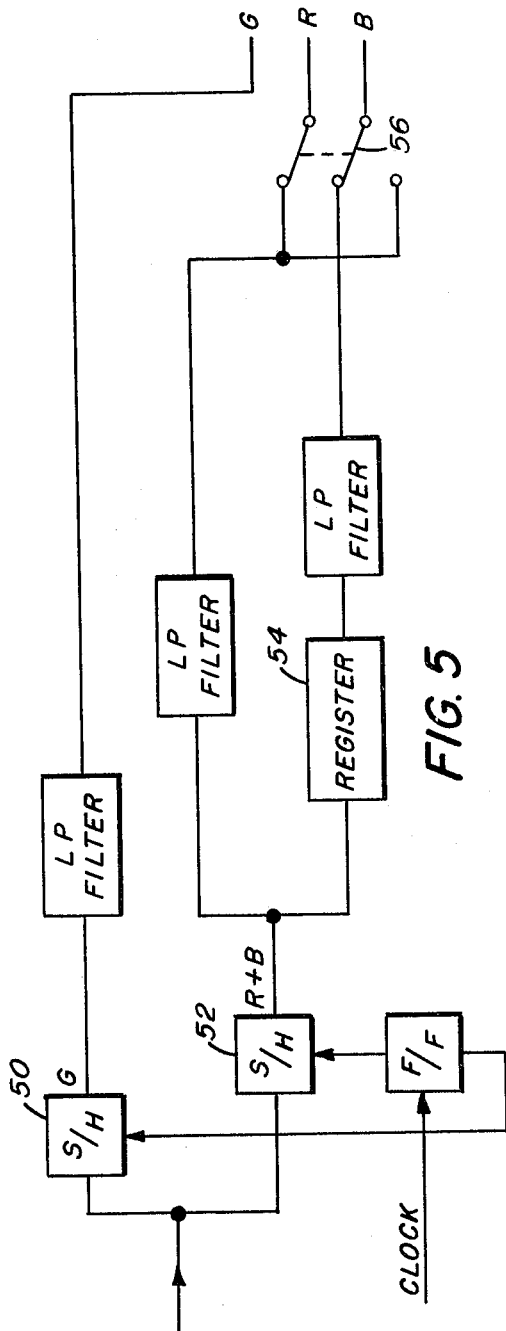 50
S/H
G
LP
FILTER
G
52
S/H
R+B
LP
FILTER
R
54
REGISTER
LP
FILTER
B
56
F/F
CLOCK
FIG. 5